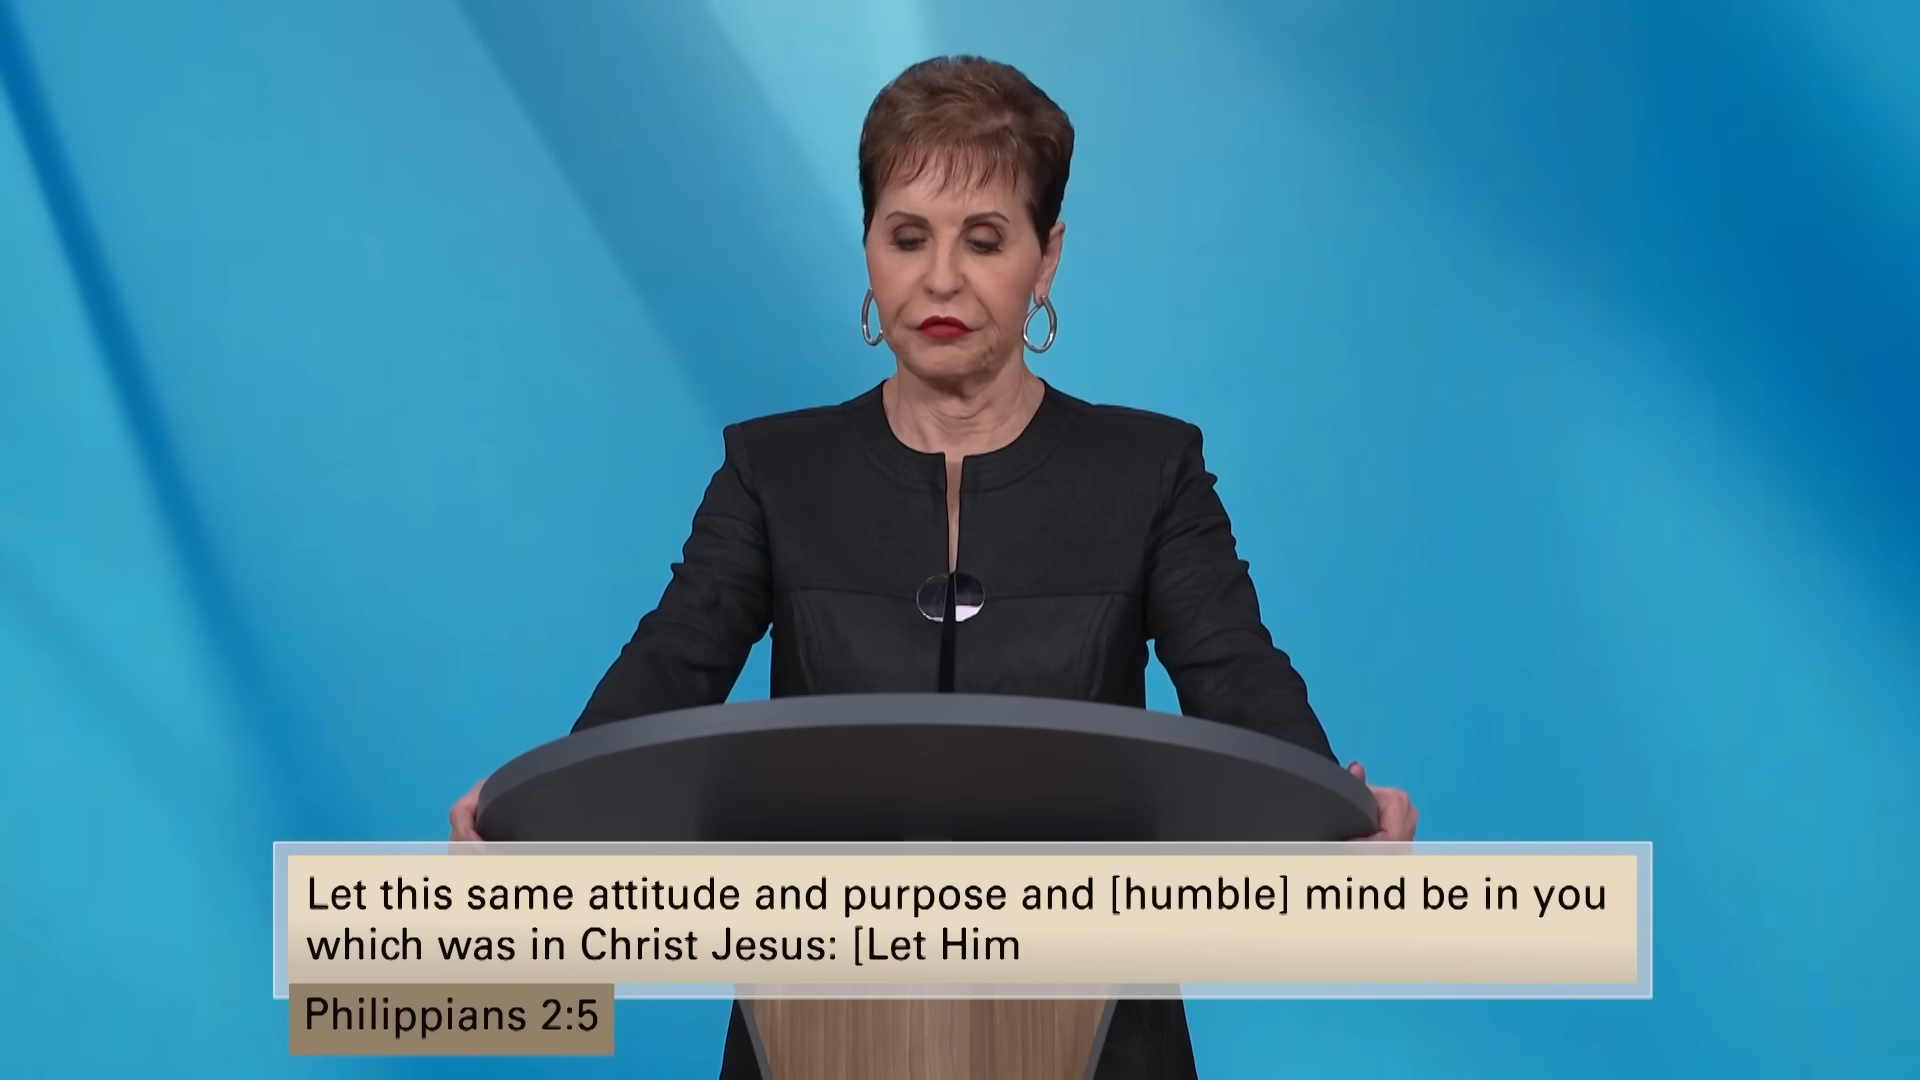 Let this same attitude and purpose and [humble] mind be in you
which was in Christ Jesus: [Let Him
Philippians 2:5